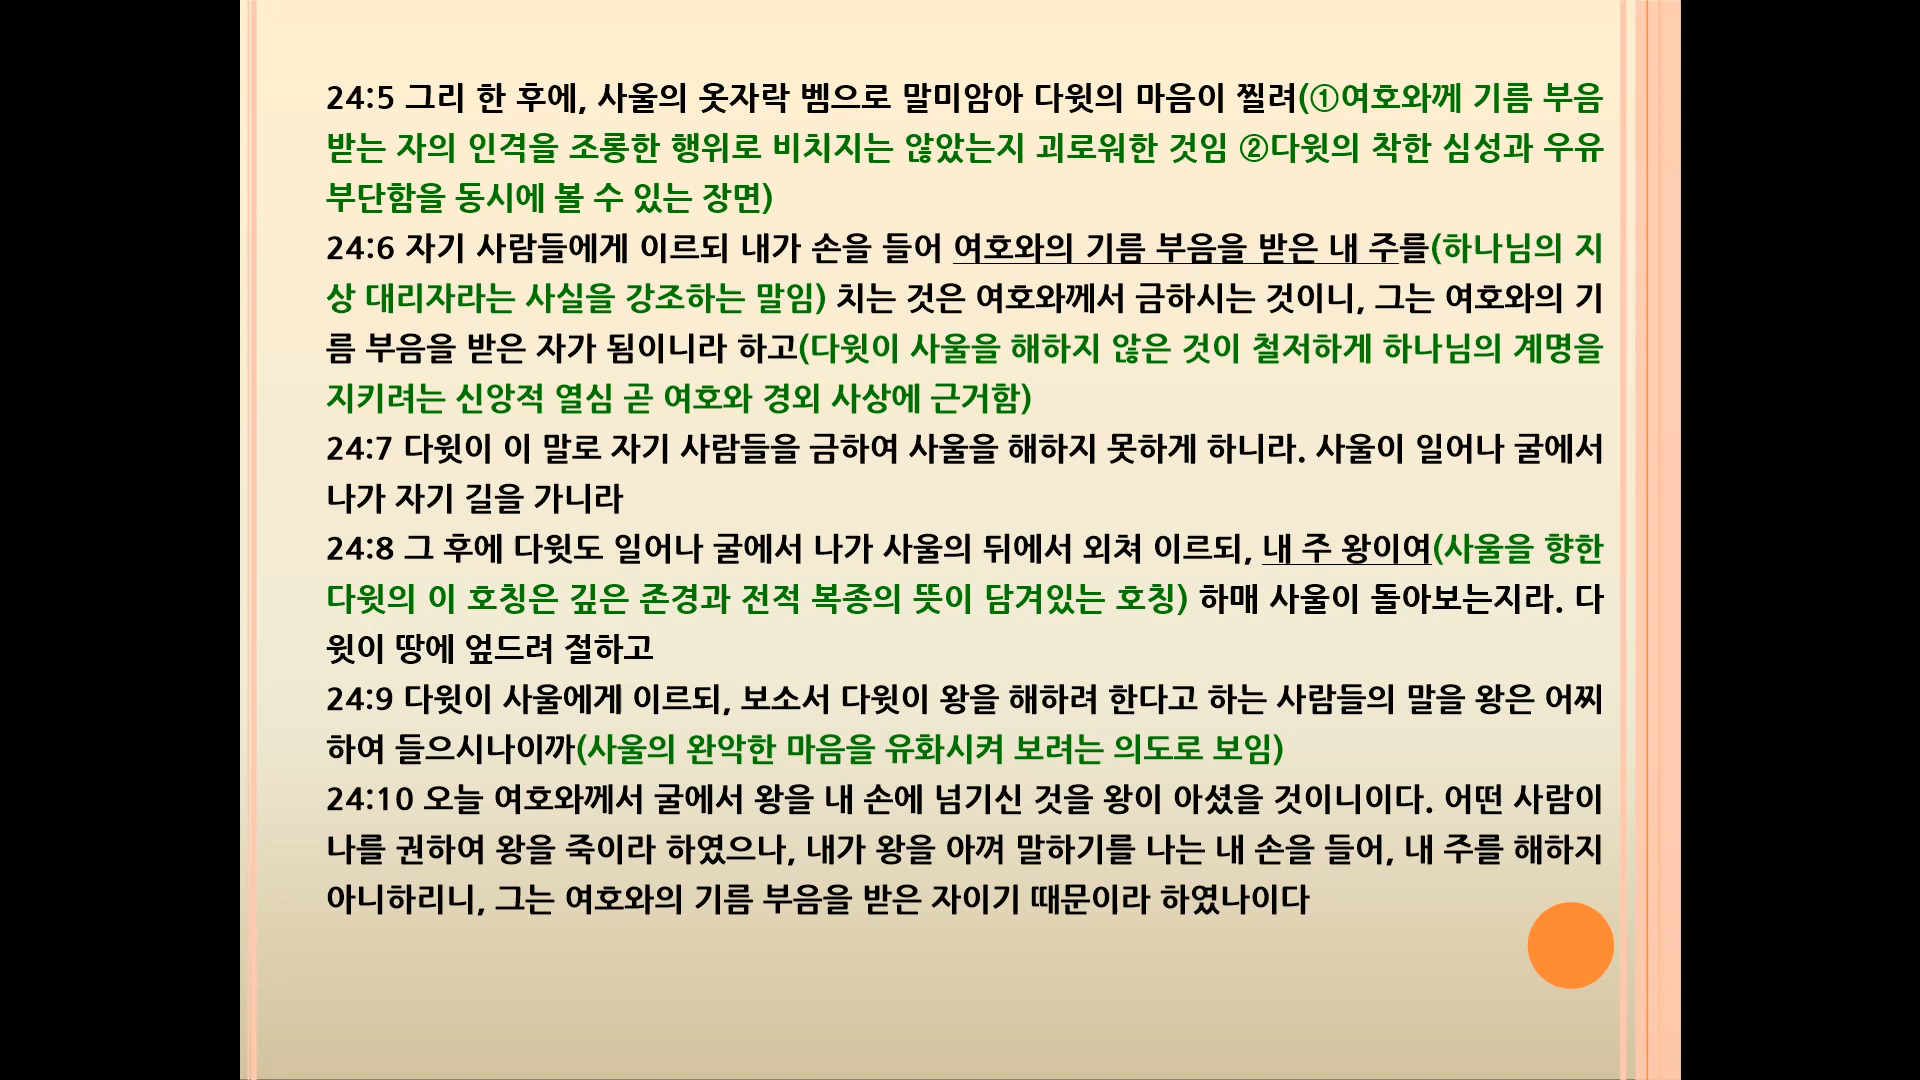 24:5 그리 한 후에, 사울의 옷자락 벰으로 말미암아 다윗의 마음이 찔려(①여호와께 기름 부음
받는 자의 인격을 조롱한 행위로 비치지는 않았는지 괴로워한 것임 ②다윗의 착한 심성과 우유
부단함을 동시에 볼 수 있는 장면)
24:6 자기 사람들에게 이르되 내가 손을 들어 여호와의 기름 부음을 받은 내 주를(하나님의 지
상 대리자라는 사실을 강조하는 말임) 치는 것은 여호와께서 금하시는 것이니, 그는 여호와의 기
름 부음을 받은 자가 됨이니라 하고(다윗이 사울을 해하지 않은 것이 철저하게 하나님의 계명을
지키려는 신앙적 열심 곧 여호와 경외 사상에 근거함)
24:7 다윗이 이 말로 자기 사람들을 금하여 사울을 해하지 못하게 하니라. 사울이 일어나 굴에서
나가 자기 길을 가니라
24:8 그 후에 다윗도 일어나 굴에서 나가 사울의 뒤에서 외쳐 이르되, 내 주 왕이여(사울을 향한
다윗의 이 호칭은 깊은 존경과 전적 복종의 뜻이 담겨있는 호칭) 하매 사울이 돌아보는지라. 다
윗이 땅에 엎드려 절하고
24:9 다윗이 사울에게 이르되, 보소서 다윗이 왕을 해하려 한다고 하는 사람들의 말을 왕은 어찌
하여 들으시나이까(사울의 완악한 마음을 유화시켜 보려는 의도로 보임)
24:10 오늘 여호와께서 굴에서 왕을 내 손에 넘기신 것을 왕이 아셨을 것이니이다. 어떤 사람이
나를 권하여 왕을 죽이라 하였으나, 내가 왕을 아껴 말하기를 나는 내 손을 들어, 내 주를 해하지
아니하리니, 그는 여호와의 기름 부음을 받은 자이기 때문이라 하였나이다